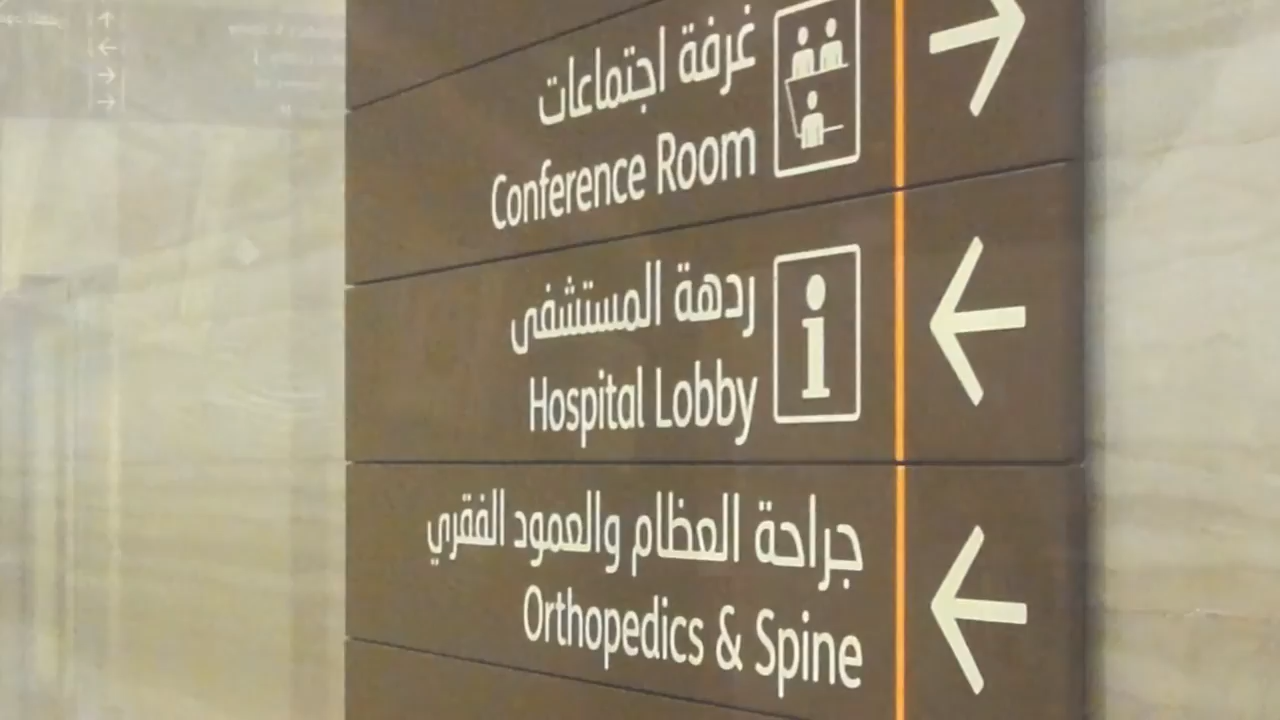 غرفة اجتماعات
Conference Room
ردهة المستشفى
Hospital Lobby
جراحة العظام والعمود الفقري
Orthopedics & Spine